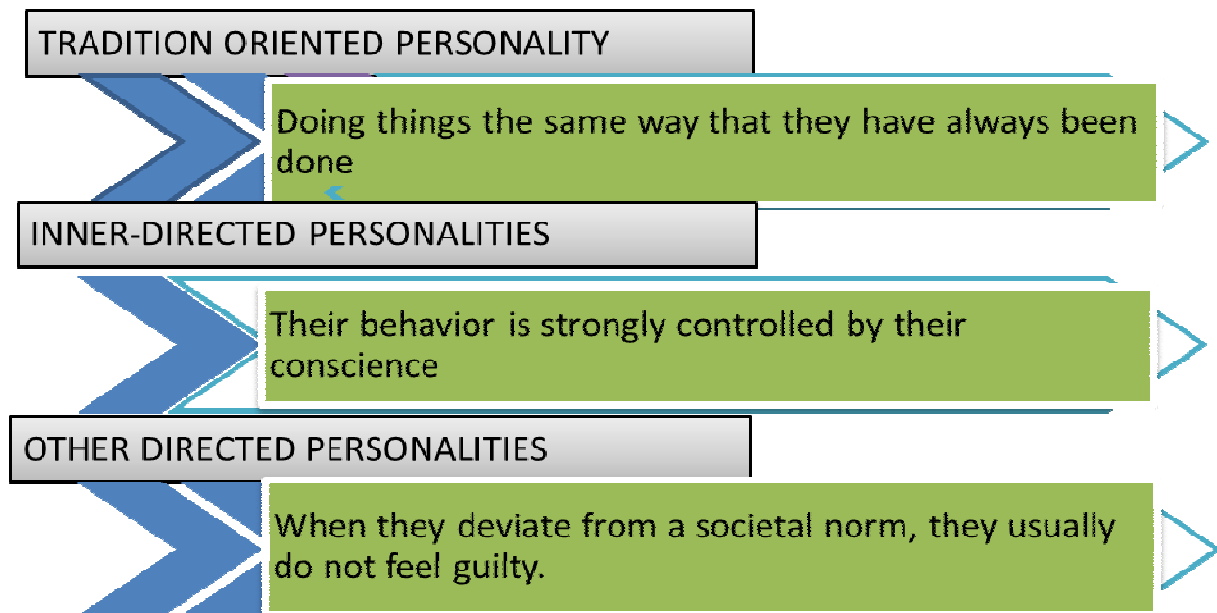 TRADITION ORIENTED PERSONALITY
Doing things the same way that they have always been
done
INNER-DIRECTED PERSONALITIES
Their behavior is strongly controlled by their
conscience
OTHER DIRECTED PERSONALITIES
When they deviate from a societal norm, they usually
do not feel guilty.